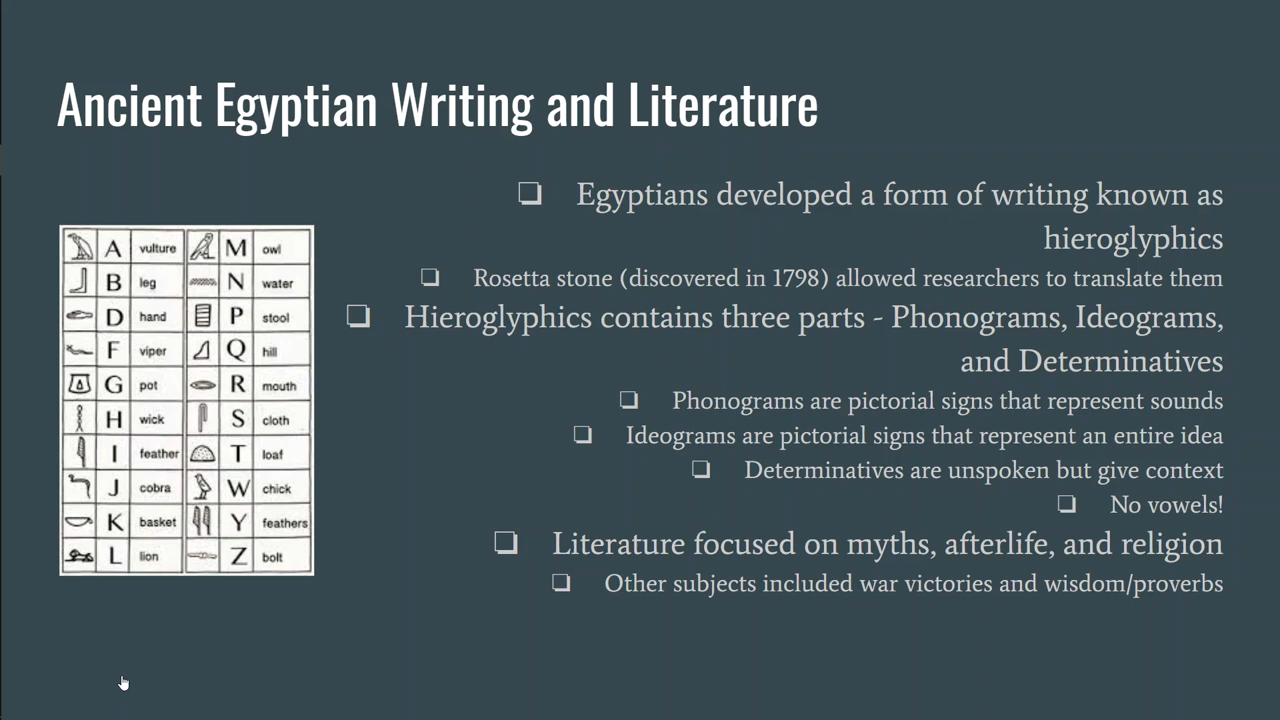 Ancient Egyptian Writing and Literature
A vulture M owl
B leg N water
D hand P stool
F viper Q hill
G pot R mouth
H wick S cloth
I feather T loaf
J cobra W chick
K basket Y feathers
L lion Z bolt
❏ Egyptians developed a form of writing known as
hieroglyphics
❏ Rosetta stone (discovered in 1798) allowed researchers to translate them
❏ Hieroglyphics contains three parts - Phonograms, Ideograms,
and Determinatives
❏ Phonograms are pictorial signs that represent sounds
❏ Ideograms are pictorial signs that represent an entire idea
❏ Determinatives are unspoken but give context
❏ No vowels!
❏ Literature focused on myths, afterlife, and religion
❏ Other subjects included war victories and wisdom/proverbs